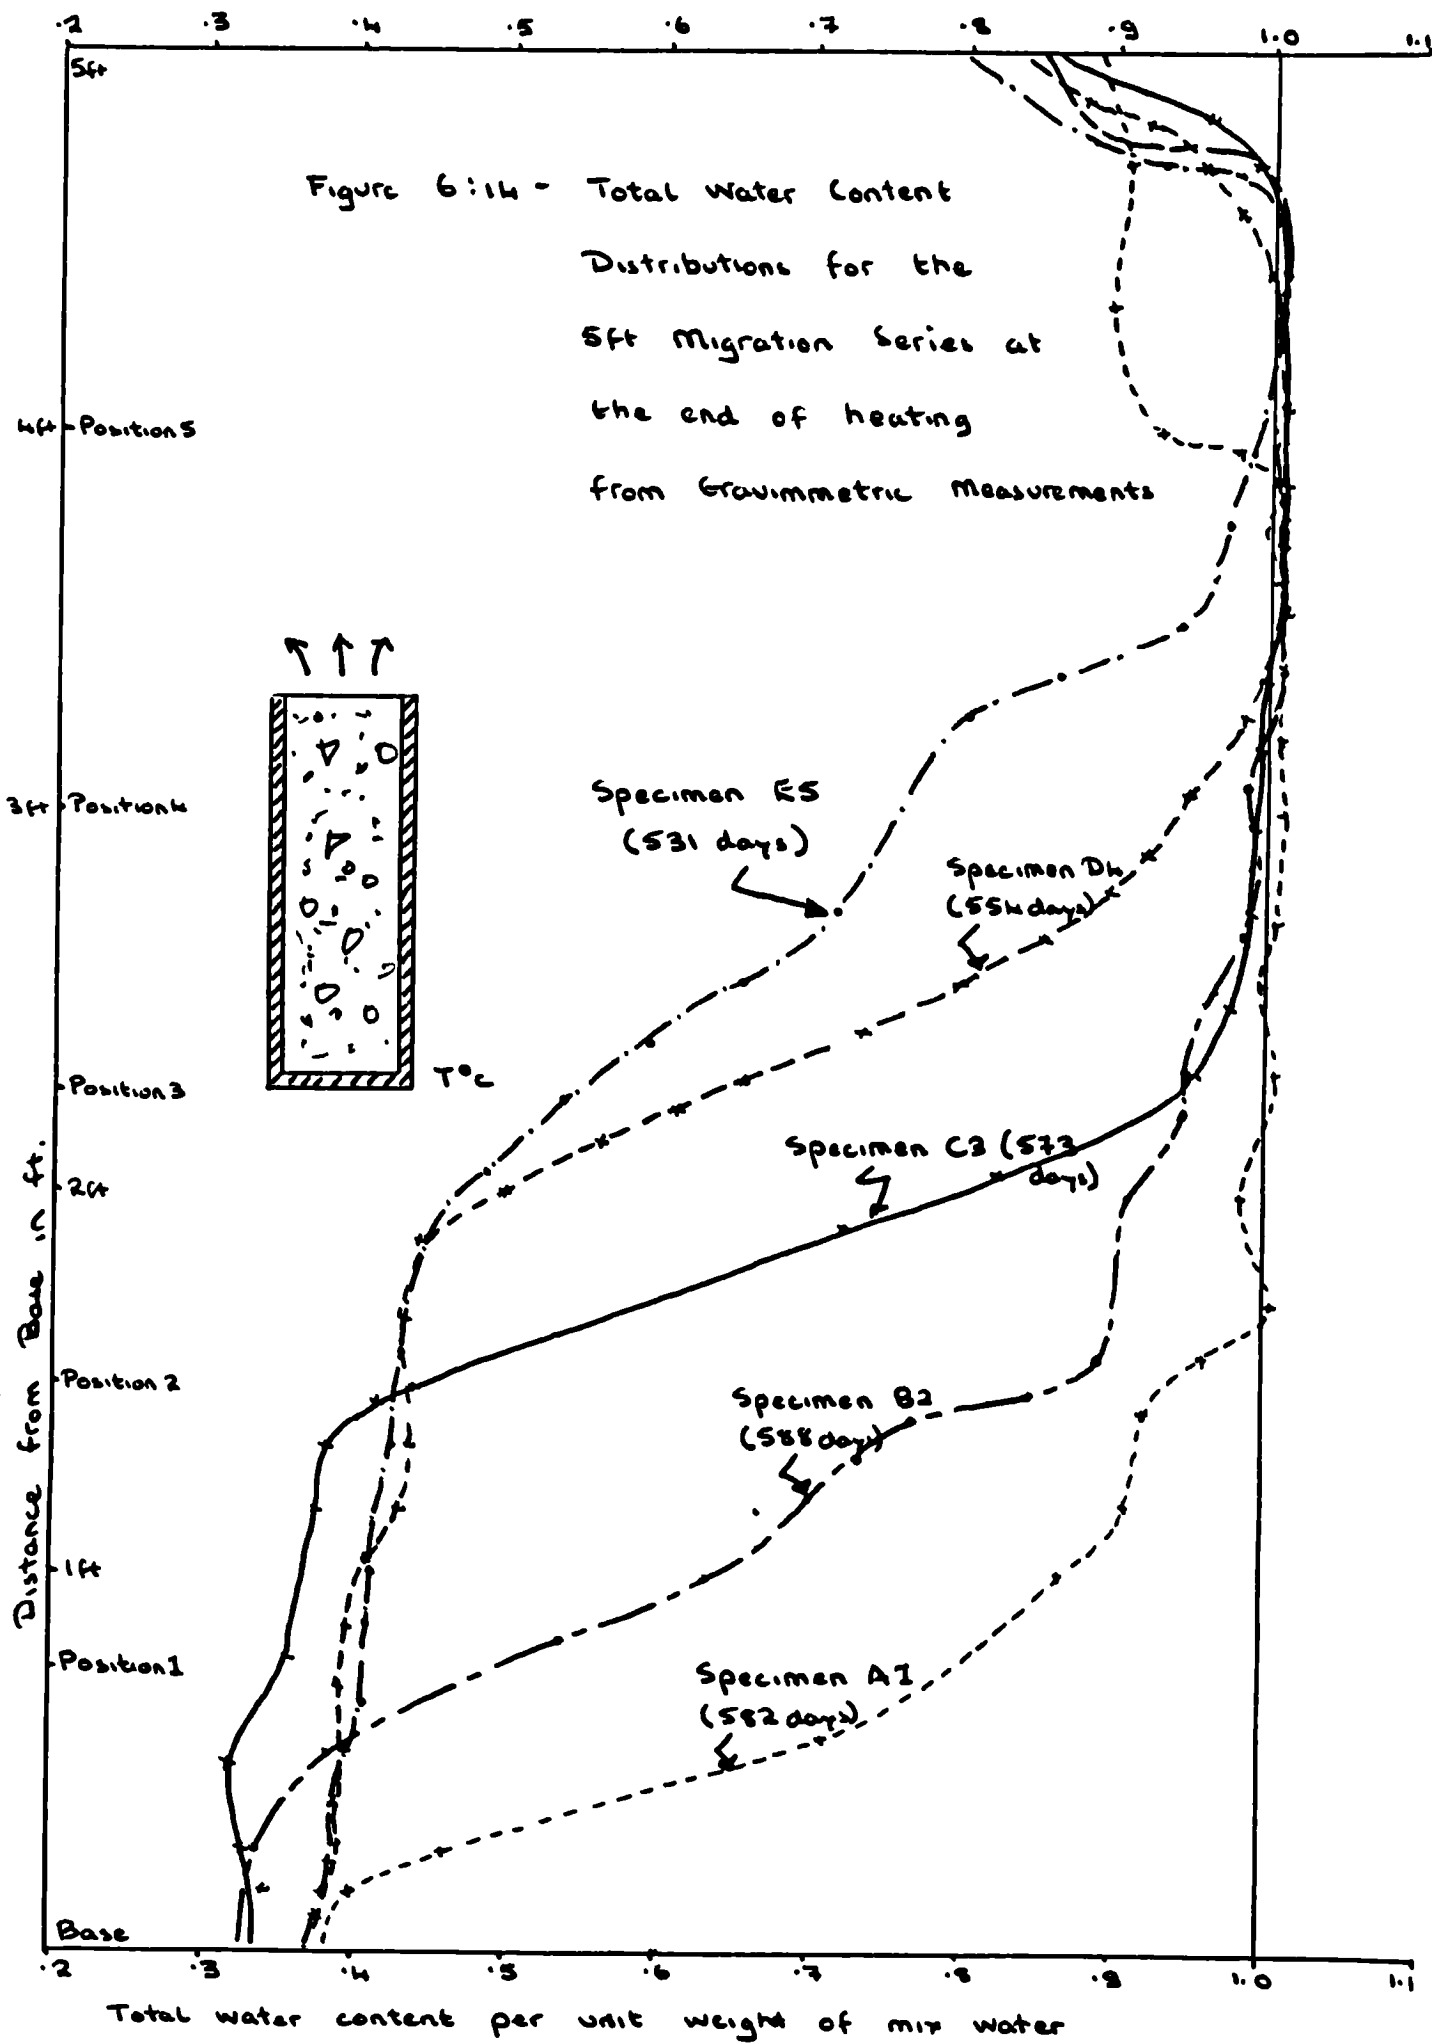 .2 .3 .4 .5 .6 .7 .8 .9 1.0 1.1
5ft
Figure 6:14 - Total Water Content
Distributions for the
5ft Migration Series at
the end of heating
from Gravimmetric Measurements
4ft Position 5
3ft Position 4
Specimen E5
(531 days)
Specimen D4
(554 days)
T°C
Position 3
Specimen C3 (573
days)
2ft
Position 2
Specimen B2
(588 days)
1ft
Position 1
Specimen A1
(582 days)
Distance from Base in ft.
Base
.2 .3 .4 .5 .6 .7 .8 .9 1.0 1.1
Total water content per unit weight of mix water